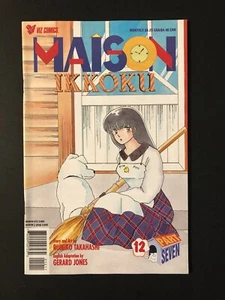 VIZ COMICS
MAISON
IKKOKU
Story and Art by
RUMIKO TAKAHASHI
English Adaptation by
GERARD JONES
12
PART
SEVEN